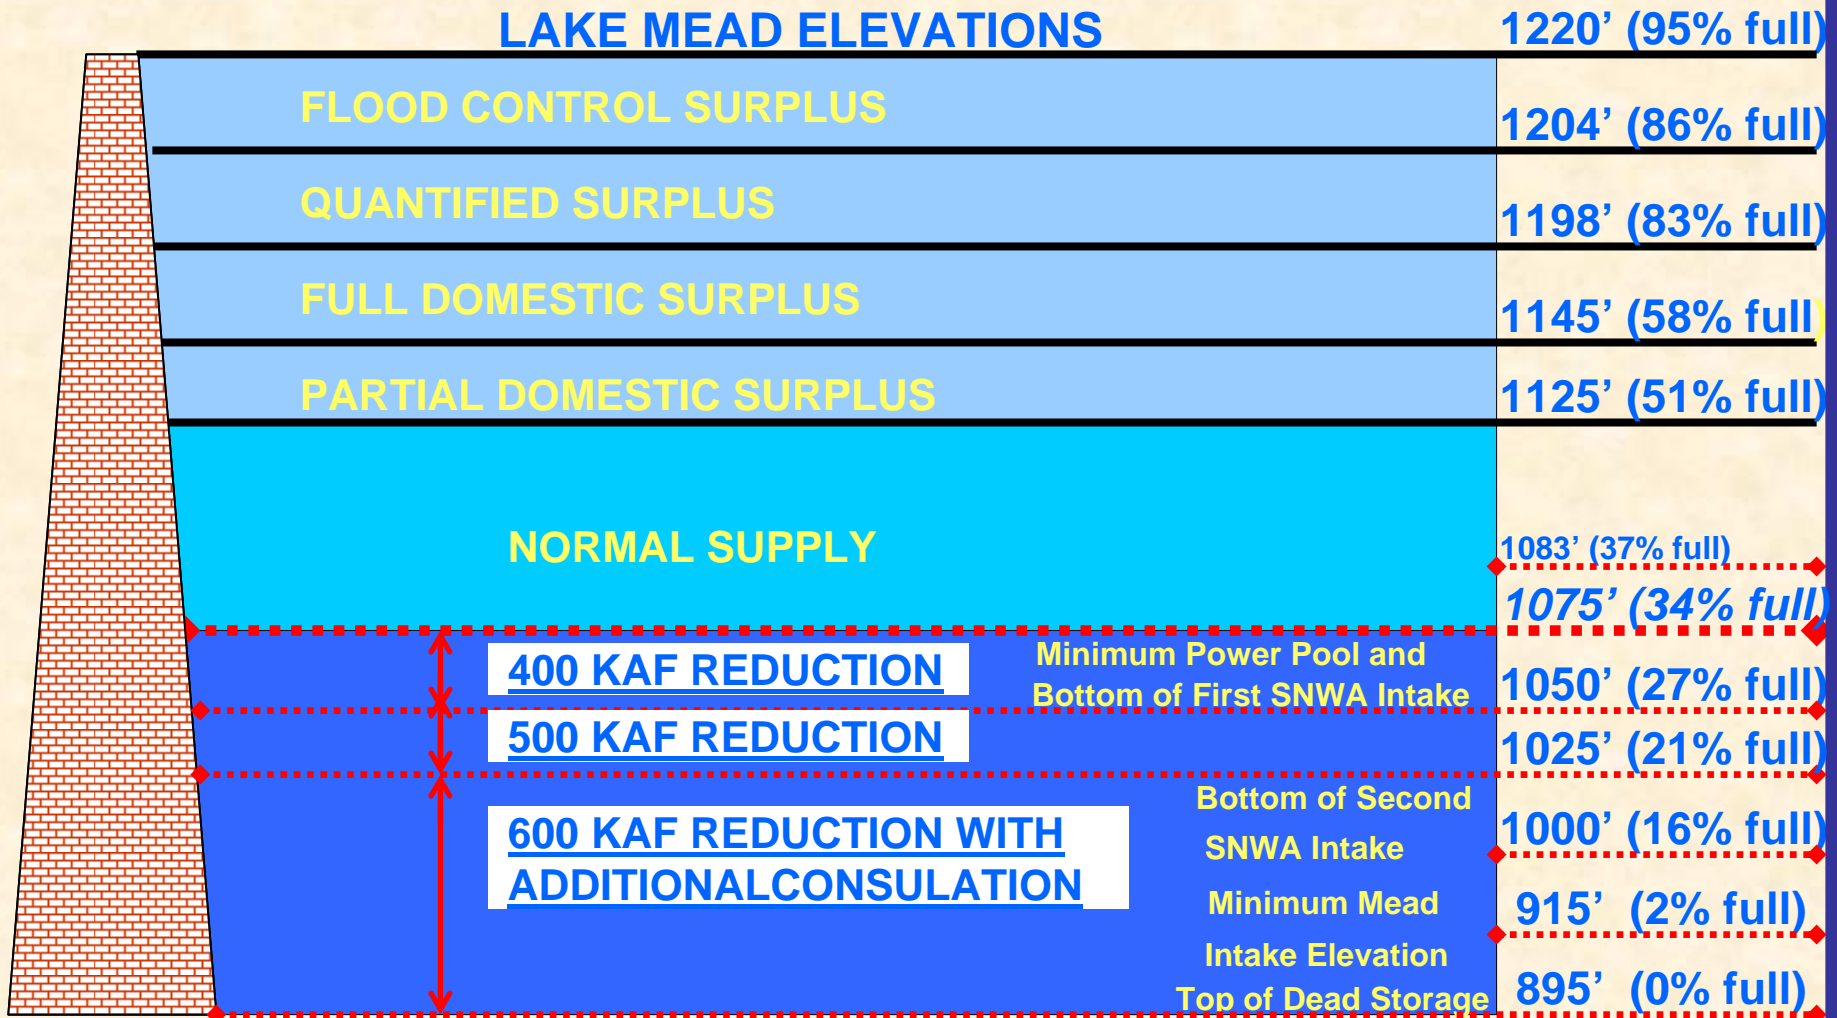 LAKE MEAD ELEVATIONS
1220’ (95% full)
FLOOD CONTROL SURPLUS
1204’ (86% full)
QUANTIFIED SURPLUS
1198’ (83% full)
FULL DOMESTIC SURPLUS
1145’ (58% full)
PARTIAL DOMESTIC SURPLUS
1125’ (51% full)
NORMAL SUPPLY
1083’ (37% full)
1075’ (34% full)
400 KAF REDUCTION
Minimum Power Pool and
Bottom of First SNWA Intake
1050’ (27% full)
500 KAF REDUCTION
1025’ (21% full)
600 KAF REDUCTION WITH
ADDITIONALCONSULATION
Bottom of Second
SNWA Intake
1000’ (16% full)
Minimum Mead
Intake Elevation
915’ (2% full)
Top of Dead Storage
895’ (0% full)